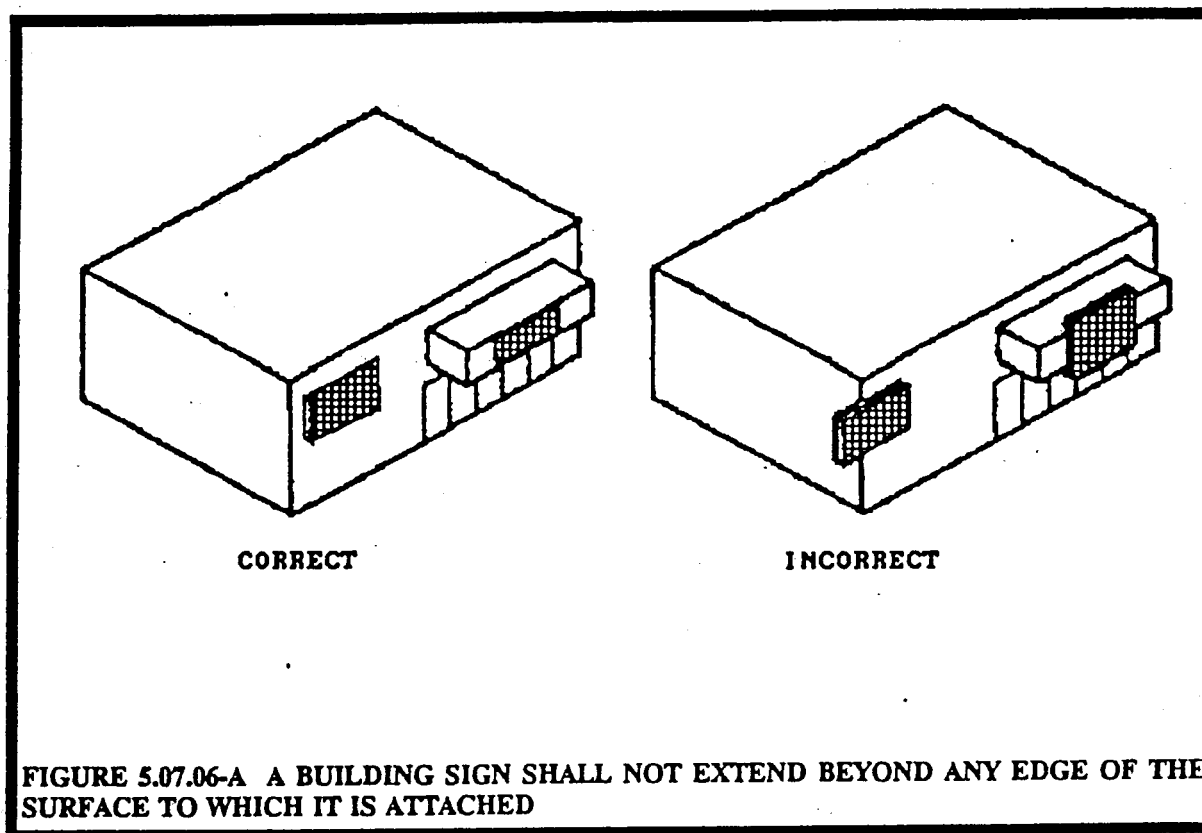 CORRECT
INCORRECT
FIGURE 5.07.06-A A BUILDING SIGN SHALL NOT EXTEND BEYOND ANY EDGE OF THE
SURFACE TO WHICH IT IS ATTACHED